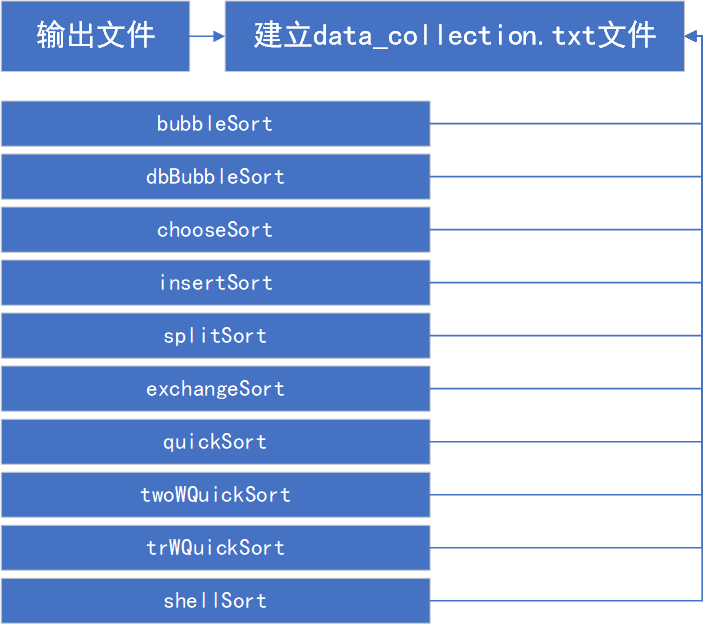 输出文件
建立data_collection.txt文件
bubbleSort
dbBubbleSort
chooseSort
insertSort
splitSort
exchangeSort
quickSort
twoWQuickSort
trWQuickSort
shellSort